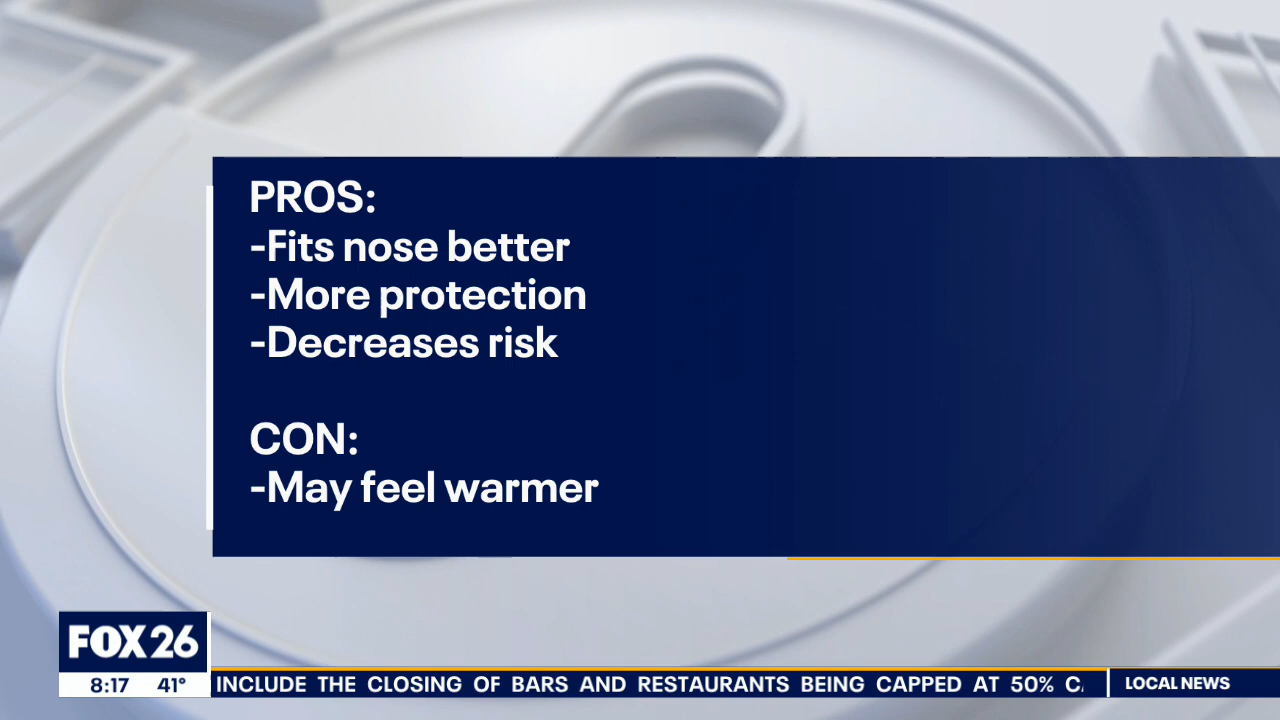 PROS:
-Fits nose better
-More protection
-Decreases risk
CON:
-May feel warmer
FOX 26
8:17 41°
INCLUDE THE CLOSING OF BARS AND RESTAURANTS BEING CAPPED AT 50%
LOCAL NEWS